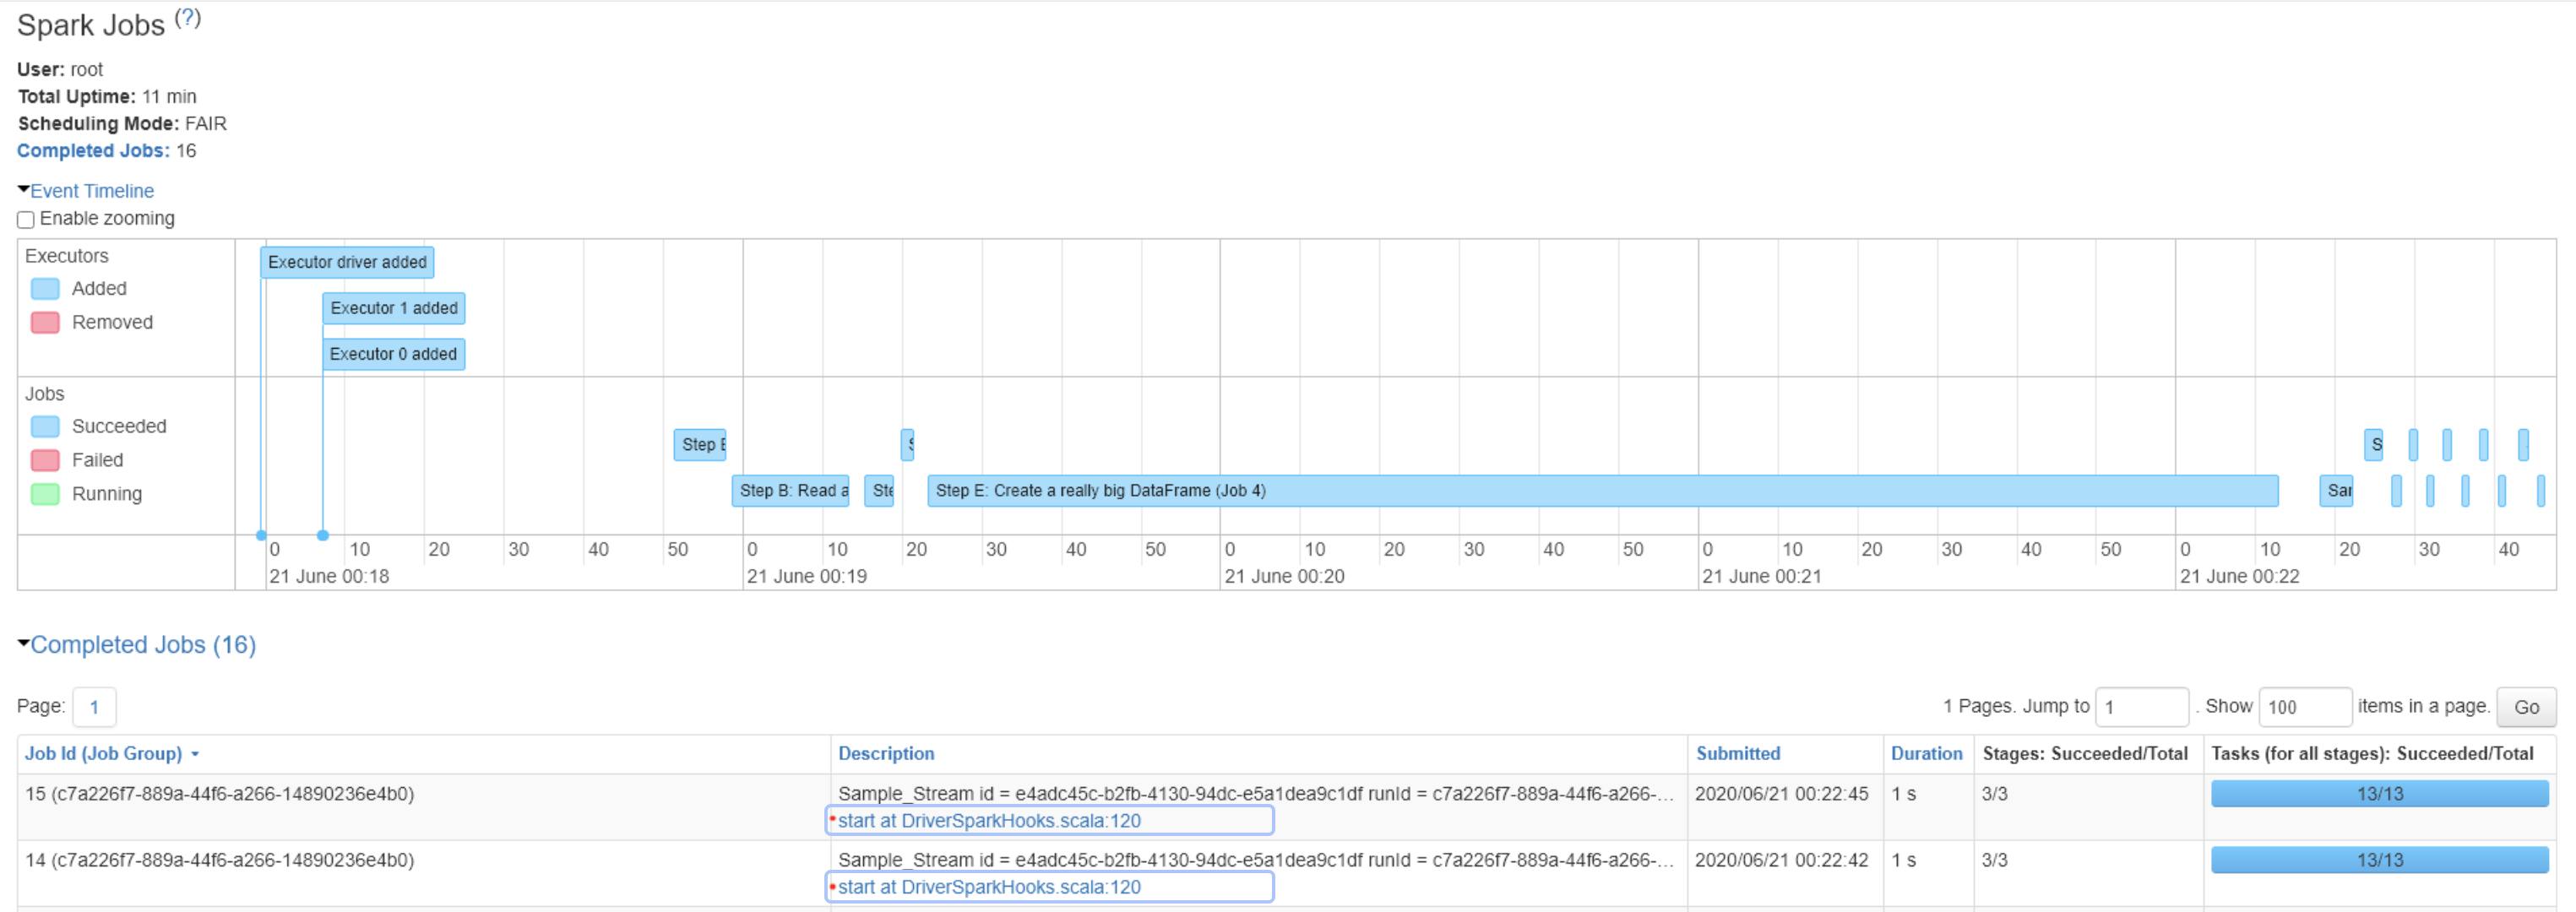 Spark Jobs (?)
User: root
Total Uptime: 11 min
Scheduling Mode: FAIR
Completed Jobs: 16
Event Timeline
Enable zooming
Executors
Added
Removed
Executor driver added
Executor 1 added
Executor 0 added
Jobs
Succeeded
Failed
Running
Step S S
Step B: Read a Ste Step E: Create a really big DataFrame (Job 4) Sar
0 10 20 30 40 50 0 10 20 30 40 50 0 10 20 30 40 50 0 10 20 30 40 50 0 10 20 30 40
21 June 00:18 21 June 00:19 21 June 00:20 21 June 00:21 21 June 00:22
Completed Jobs (16)
Page: 1 1 Pages. Jump to 1 . Show 100 items in a page. Go
Job Id (Job Group) Description Submitted Duration Stages: Succeeded/Total Tasks (for all stages): Succeeded/Total
15 (c7a226f7-889a-44f6-a266-14890236e4b0) Sample_Stream id = e4adc45c-b2fb-4130-94dc-e5a1dea9c1df runId = c7a226f7-889a-44f6-a266-... 2020/06/21 00:22:45 1 s 3/3 13/13
start at DriverSparkHooks.scala:120
14 (c7a226f7-889a-44f6-a266-14890236e4b0) Sample_Stream id = e4adc45c-b2fb-4130-94dc-e5a1dea9c1df runId = c7a226f7-889a-44f6-a266-... 2020/06/21 00:22:42 1 s 3/3 13/13
start at DriverSparkHooks.scala:120